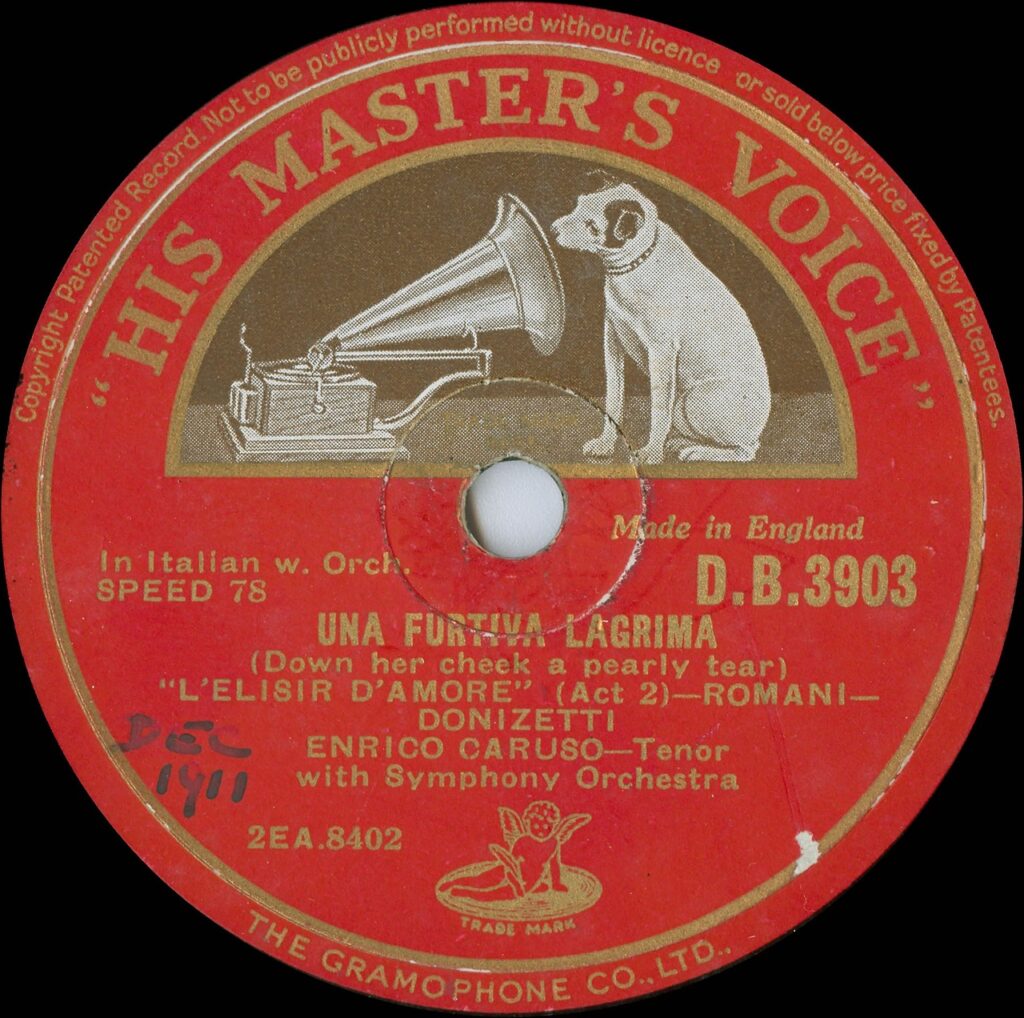 Copyright Patented Record. Not to be publicly performed without licence or sold below price fixed by Patentees.
"HIS MASTER'S VOICE"
Made in England
In Italian w. Orch.
D.B.3903
SPEED 78
UNA FURTIVA LAGRIMA
(Down her cheek a pearly tear)
"L'ELISIR D'AMORE" (Act 2)—ROMANI—
DONIZETTI
ENRICO CARUSO—Tenor
with Symphony Orchestra
DEC
1911
2EA.8402
TRADE MARK
THE GRAMOPHONE CO., LTD.,